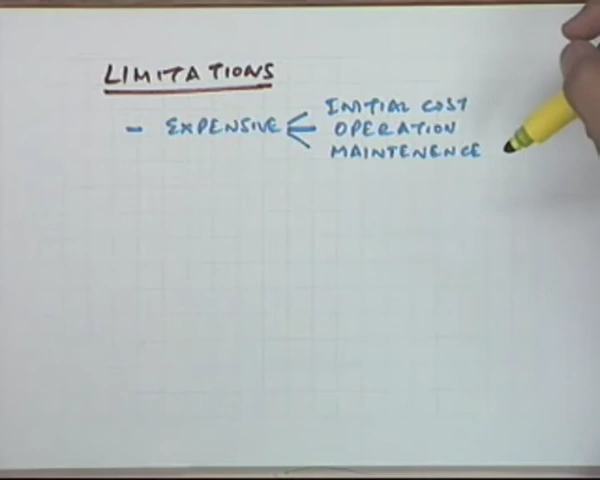 LIMITATIONS
- EXPENSIVE
INITIAL COST
OPERATION
MAINTENENCE